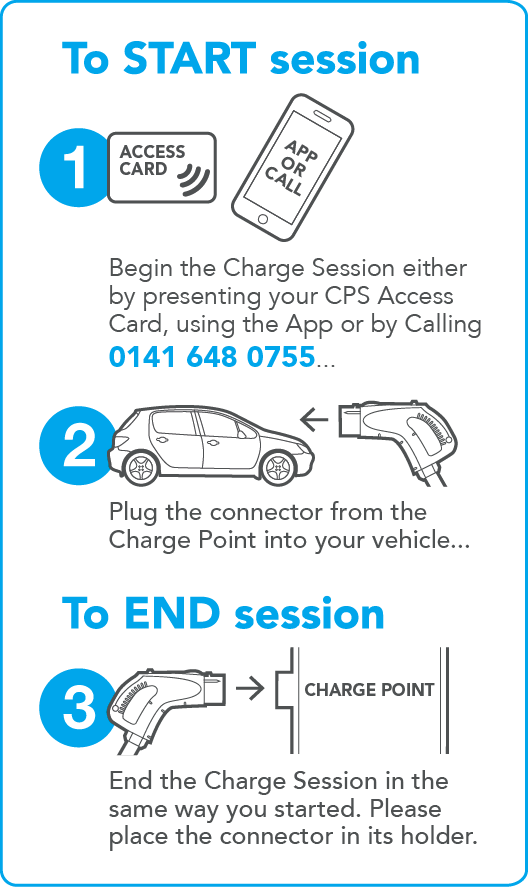 To START session
1
ACCESS
CARD
APP
OR
CALL
Begin the Charge Session either
by presenting your CPS Access
Card, using the App or by Calling
0141 648 0755...
2
Plug the connector from the
Charge Point into your vehicle...
To END session
3
CHARGE POINT
End the Charge Session in the
same way you started. Please
place the connector in its holder.